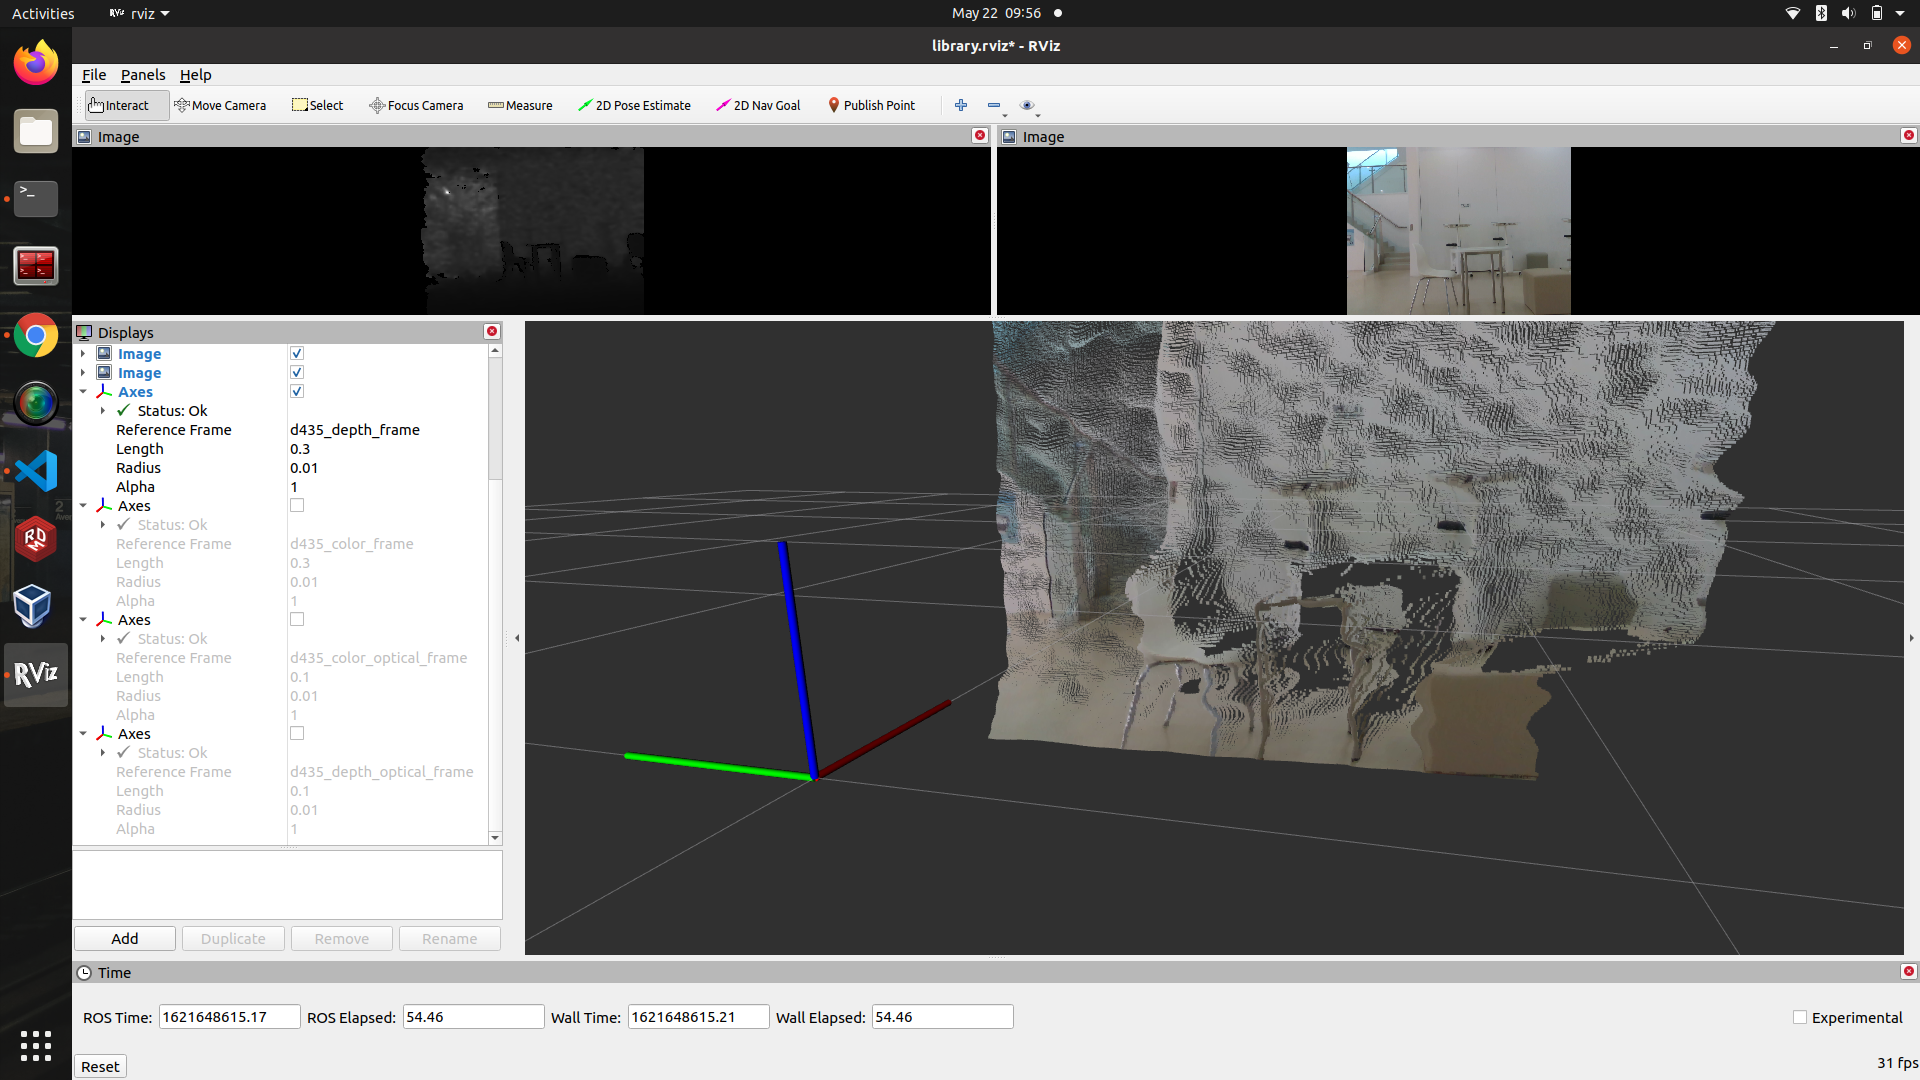 Activities rviz May 22 09:56
library.rviz* - RViz
File Panels Help
Interact Move Camera Select Focus Camera Measure 2D Pose Estimate 2D Nav Goal Publish Point
Image Image
Displays
Image
Image
Axes
Status: Ok
Reference Frame d435_depth_frame
Length 0.3
Radius 0.01
Alpha 1
Axes
Status: Ok
Reference Frame d435_color_frame
Length 0.3
Radius 0.01
Alpha 1
Axes
Status: Ok
Reference Frame d435_color_optical_frame
Length 0.1
Radius 0.01
Alpha 1
Axes
Status: Ok
Reference Frame d435_depth_optical_frame
Length 0.1
Radius 0.01
Alpha 1
RViz
Add Duplicate Remove Rename
Time
ROS Time: 1621648615.17 ROS Elapsed: 54.46 Wall Time: 1621648615.21 Wall Elapsed: 54.46 Experimental
Reset 31 fps